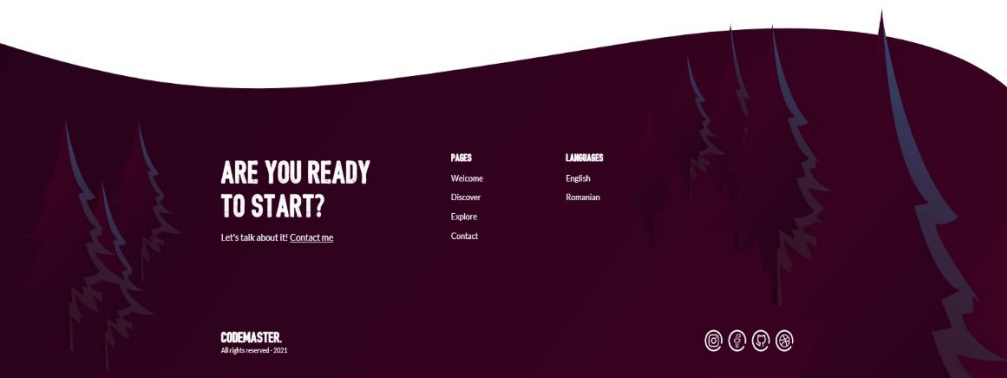 ARE YOU READY
TO START?
Let's talk about it! Contact me
PAGES
Welcome
Discover
Explore
Contact
LANGUAGES
English
Romanian
CODEMASTER.
All rights reserved - 2021